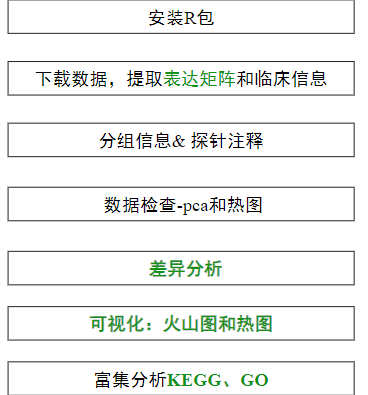 安装R包
下载数据，提取表达矩阵和临床信息
分组信息& 探针注释
数据检查-pca和热图
差异分析
可视化：火山图和热图
富集分析KEGG、GO